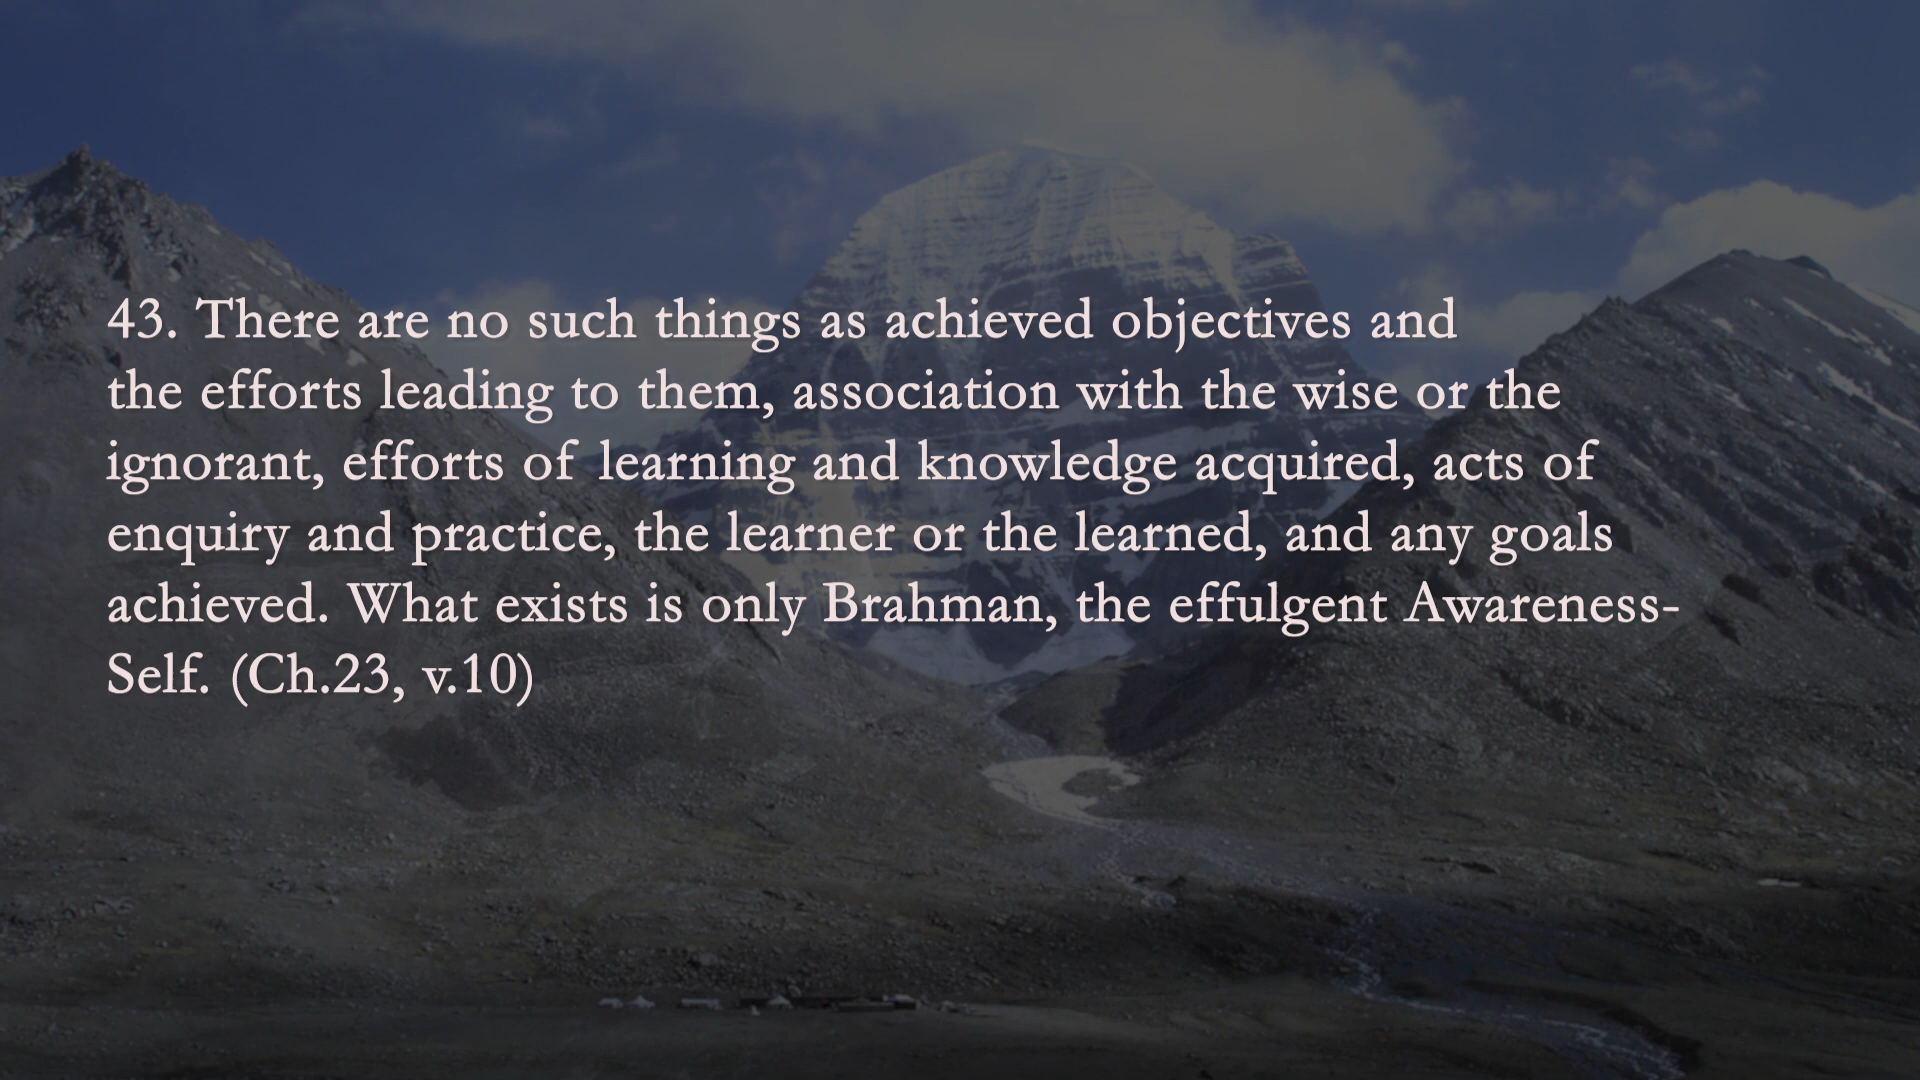 43. There are no such things as achieved objectives and
the efforts leading to them, association with the wise or the
ignorant, efforts of learning and knowledge acquired, acts of
enquiry and practice, the learner or the learned, and any goals
achieved. What exists is only Brahman, the effulgent Awareness-
Self. (Ch.23, v.10)